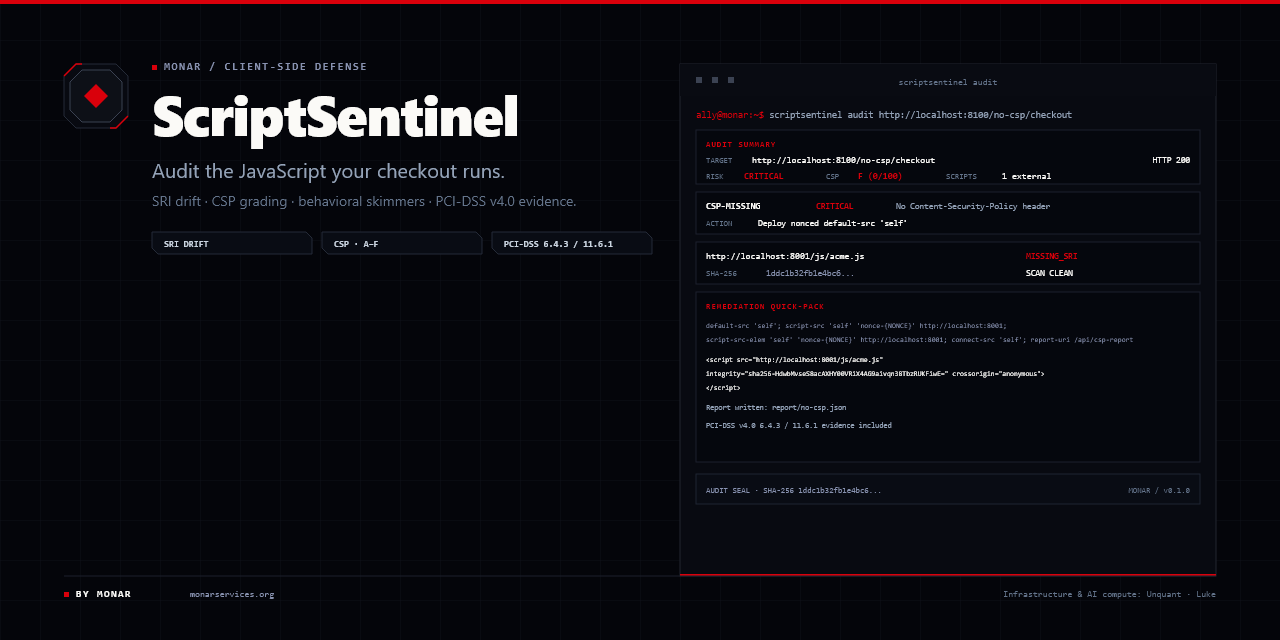 MONAR / CLIENT-SIDE DEFENSE
ScriptSentinel
Audit the JavaScript your checkout runs.
SRI drift · CSP grading · behavioral skimmers · PCI-DSS v4.0 evidence.
SRI DRIFT
CSP · A–F
PCI-DSS 6.4.3 / 11.6.1
scriptsentinel audit
ally@monar:~$ scriptsentinel audit http://localhost:8100/no-csp/checkout
AUDIT SUMMARY
TARGET http://localhost:8100/no-csp/checkout HTTP 200
RISK CRITICAL CSP F (0/100) SCRIPTS 1 external
CSP-MISSING CRITICAL No Content-Security-Policy header
ACTION Deploy nonced default-src 'self'
http://localhost:8001/js/acme.js MISSING_SRI
SHA-256 1ddc1b32fb1e4bc6... SCAN CLEAN
REMEDIATION QUICK-PACK
default-src 'self'; script-src 'self' 'nonce-{NONCE}' http://localhost:8001;
script-src-elem 'self' 'nonce-{NONCE}' http://localhost:8001; connect-src 'self'; report-uri /api/csp-report
<script src="http://localhost:8001/js/acme.js"
crossorigin="anonymous">
</script>
Report written: report/no-csp.json
PCI-DSS v4.0 6.4.3 / 11.6.1 evidence included
AUDIT SEAL · SHA-256 1ddc1b32fb1e4bc6... MONAR / v0.1.0
BY MONAR
monarservices.org
Infrastructure & AI compute: Unquant · Luke